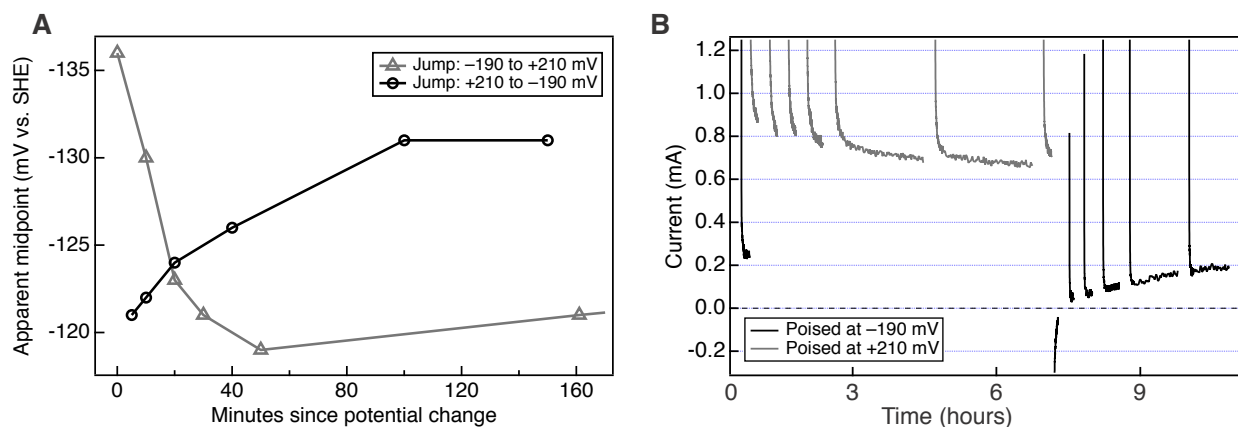 A
Apparent midpoint (mV vs. SHE)
-135
-130
-125
-120
Jump: –190 to +210 mV
Jump: +210 to –190 mV
0
40
80
120
160
Minutes since potential change
B
Current (mA)
1.2
1.0
0.8
0.6
0.4
0.2
0.0
-0.2
Poised at –190 mV
Poised at +210 mV
0
3
6
9
Time (hours)